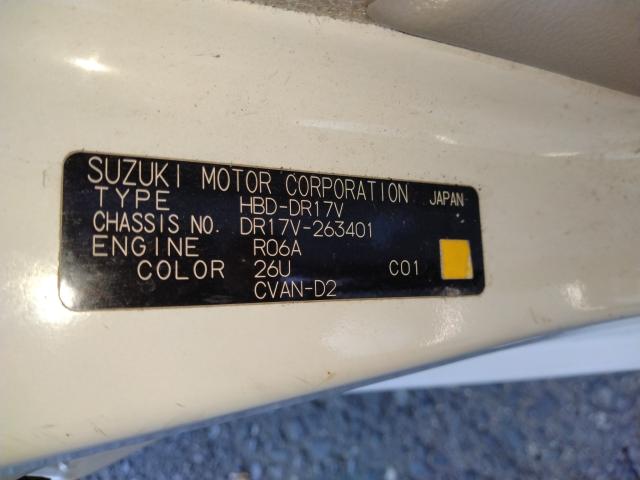 SUZUKI MOTOR CORPORATION JAPAN
TYPE HBD-DR17V
CHASSIS NO. DR17V-263401
ENGINE R06A
COLOR 26U C01
CVAN-D2